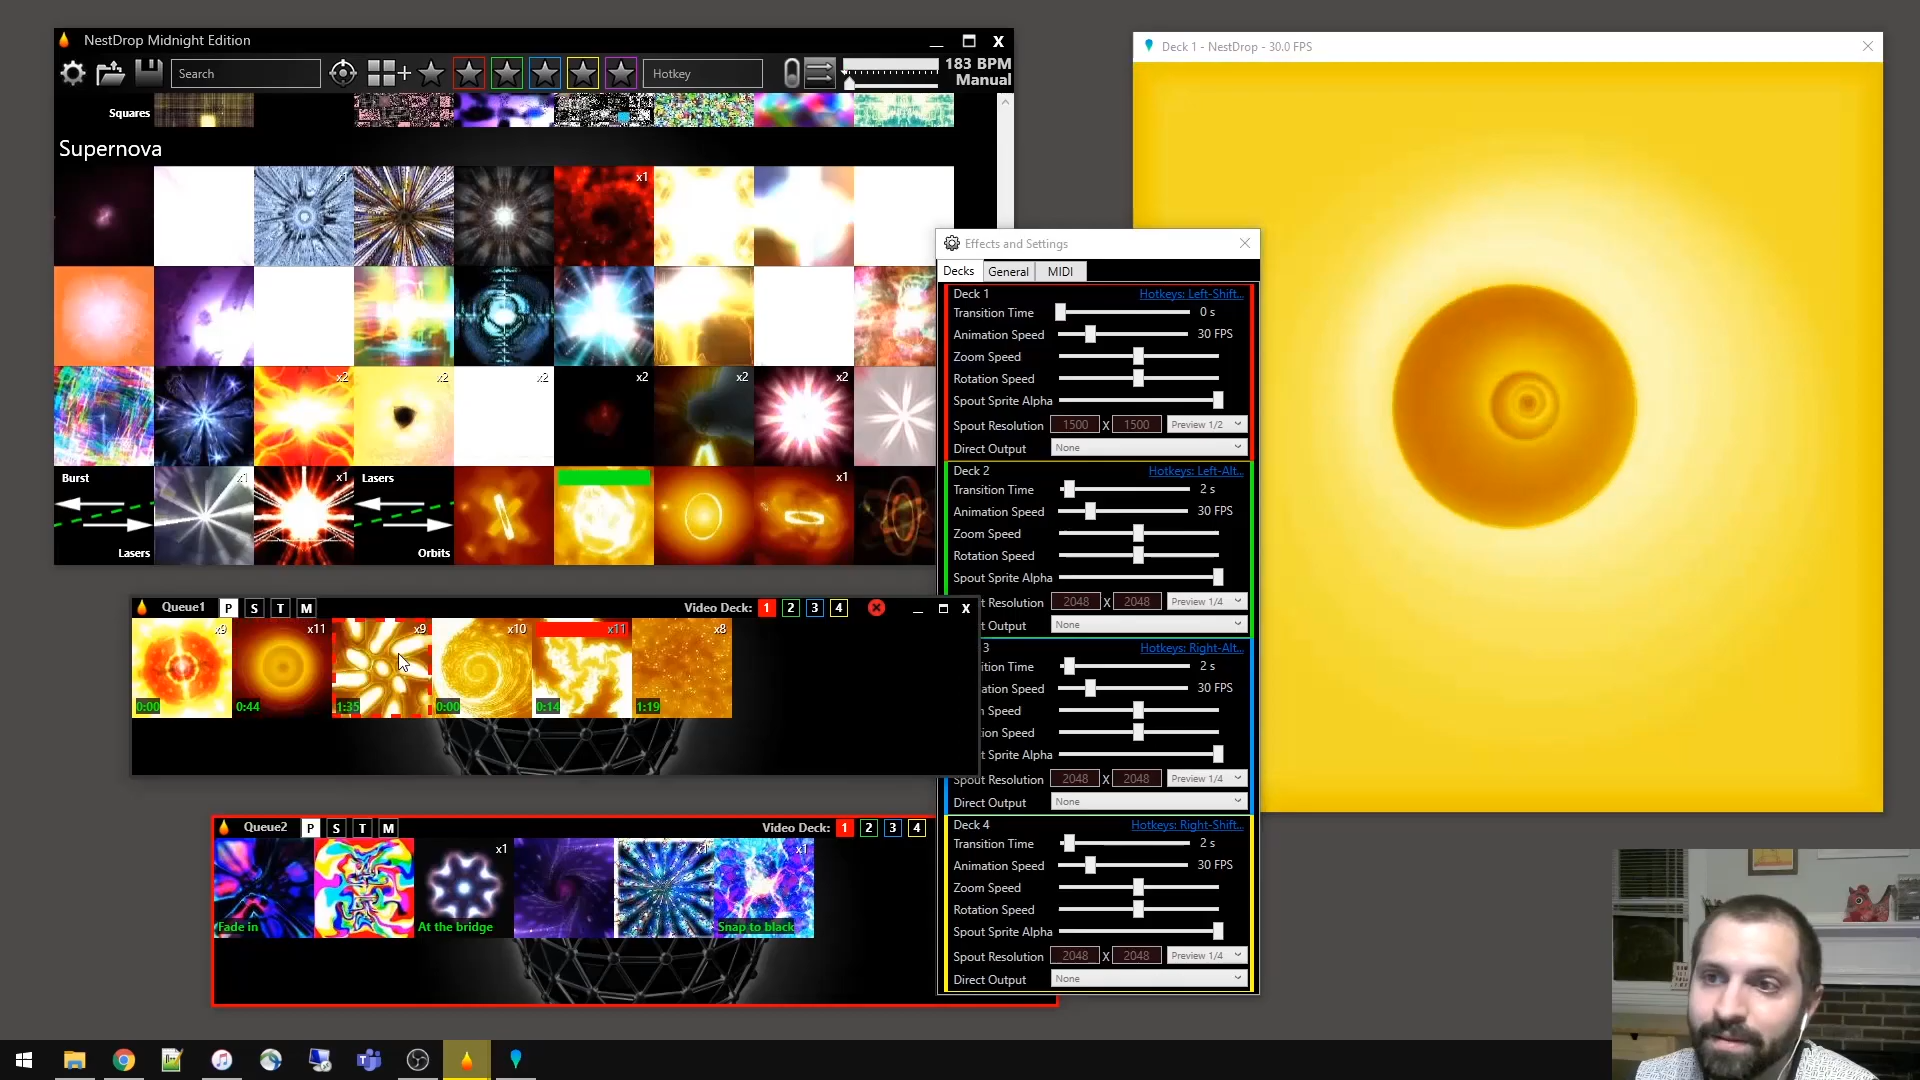 NestDrop Midnight Edition
Search
Hotkey
183 BPM
Manual
Squares
Supernova
x1
x1
x1
x2
x2
x2
x2
x2
x2
Burst
Lasers
x1
x1
Lasers
Orbits
x1
Deck 1 - NestDrop - 30.0 FPS
Effects and Settings
Decks General MIDI
Deck 1 Hotkeys: Left-Shift...
Transition Time 0 s
Animation Speed 30 FPS
Zoom Speed
Rotation Speed
Spout Sprite Alpha
Spout Resolution 1500 X 1500 Preview 1/2
Direct Output None
Deck 2 Hotkeys: Left-Alt...
Transition Time 2 s
Animation Speed 30 FPS
Zoom Speed
Rotation Speed
Spout Sprite Alpha
t Resolution 2048 X 2048 Preview 1/4
t Output None
3 Hotkeys: Right-Alt...
ition Time 2 s
ation Speed 30 FPS
n Speed
ion Speed
t Sprite Alpha
Spout Resolution 2048 X 2048 Preview 1/4
Direct Output None
Deck 4 Hotkeys: Right-Shift...
Transition Time 2 s
Animation Speed 30 FPS
Zoom Speed
Rotation Speed
Spout Sprite Alpha
Spout Resolution 2048 X 2048 Preview 1/4
Direct Output None
Queue1 P S T M Video Deck: 1 2 3 4
x9 x11 x9 x10 x11 x8
0:00 0:44 1:35 0:00 0:14 1:19
Queue2 P S T M Video Deck: 1 2 3 4
x1 x1 x1
Fade in At the bridge Snap to black